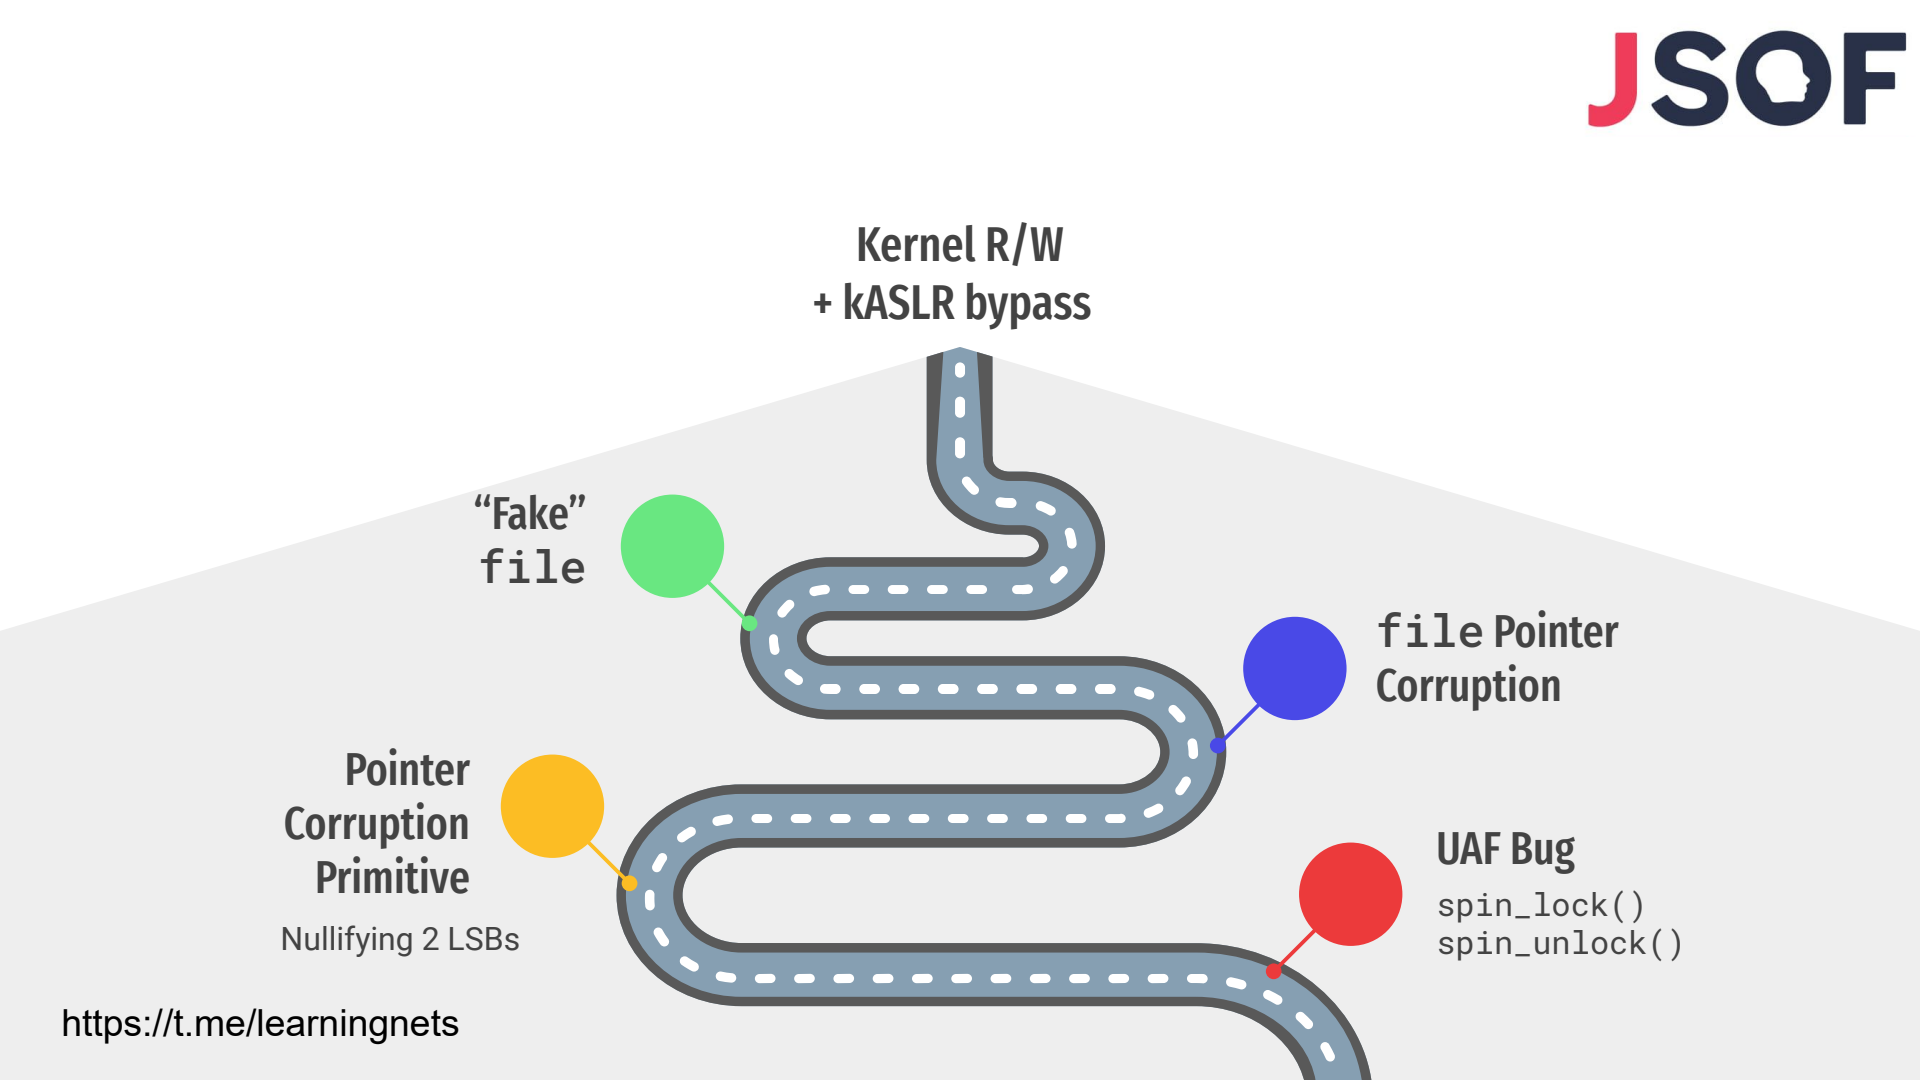 JSOF
Kernel R/W
+ kASLR bypass
“Fake”
file
file Pointer
Corruption
Pointer
Corruption
Primitive
Nullifying 2 LSBs
UAF Bug
spin_lock()
spin_unlock()
https://t.me/learningnets